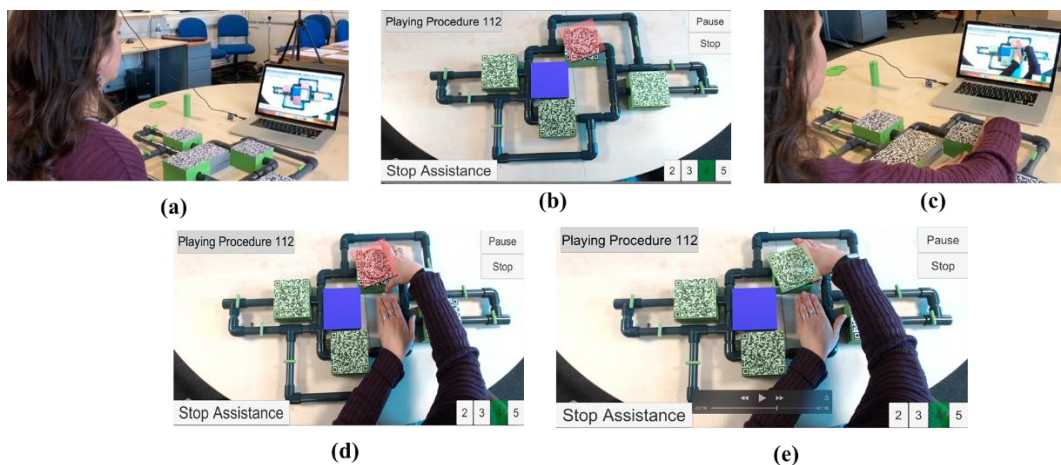 Playing Procedure 112
Pause
Stop
Stop Assistance
2 3 4 5
(a)
(b)
(c)
Playing Procedure 112
Pause
Stop
Stop Assistance
2 3 5
(d)
Playing Procedure 112
Pause
Stop
Stop Assistance
2 3 5
(e)